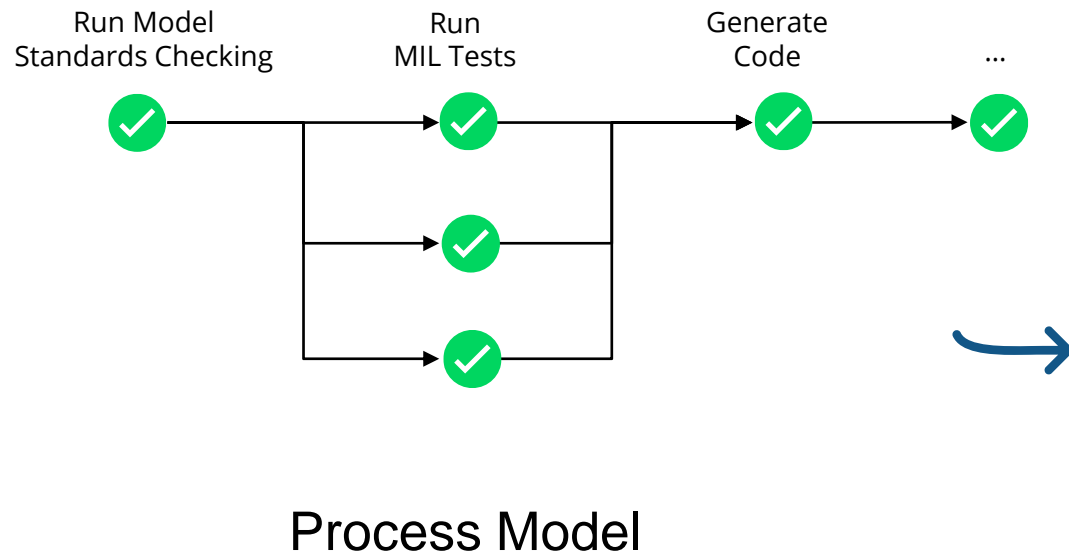 Run Model
Standards Checking
Run
MIL Tests
Generate
Code
...
Process Model